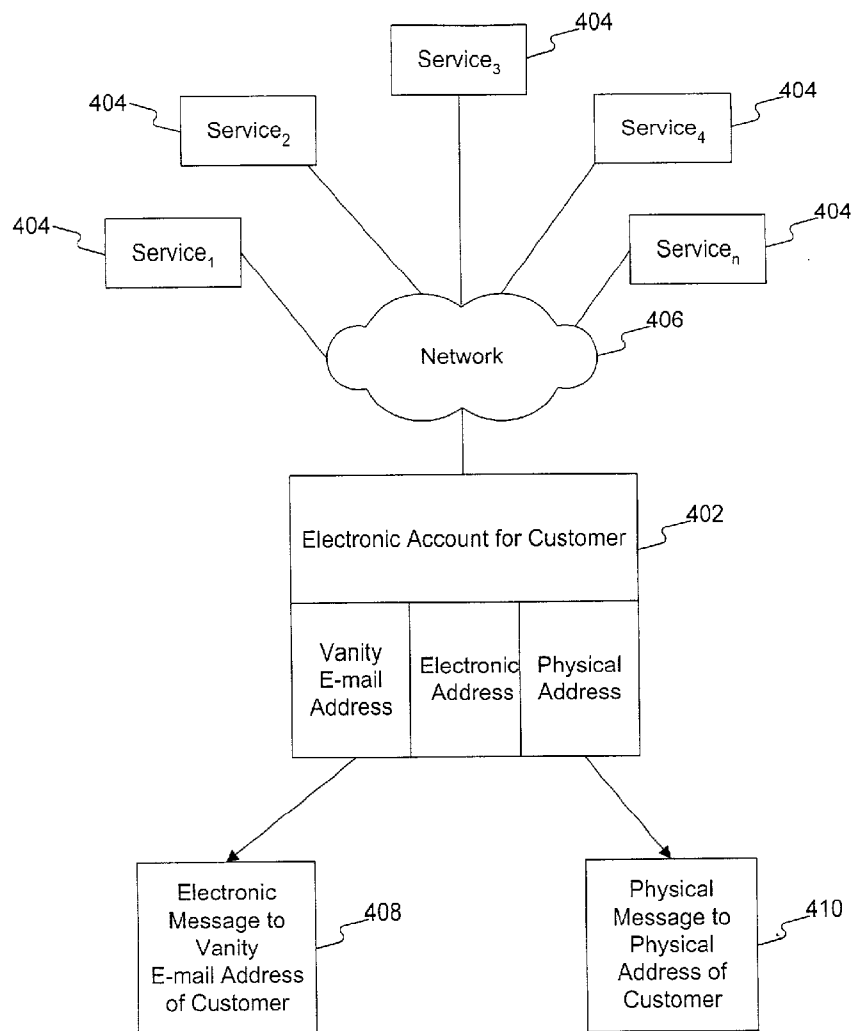 404
Service3
404
Service2
404
Service4
404
Service1
404
Servicen
406
Network
402
Electronic Account for Customer
Vanity
E-mail
Address
Electronic
Address
Physical
Address
Electronic
Message to
Vanity
E-mail Address
of Customer
408
Physical
Message to
Physical
Address of
Customer
410